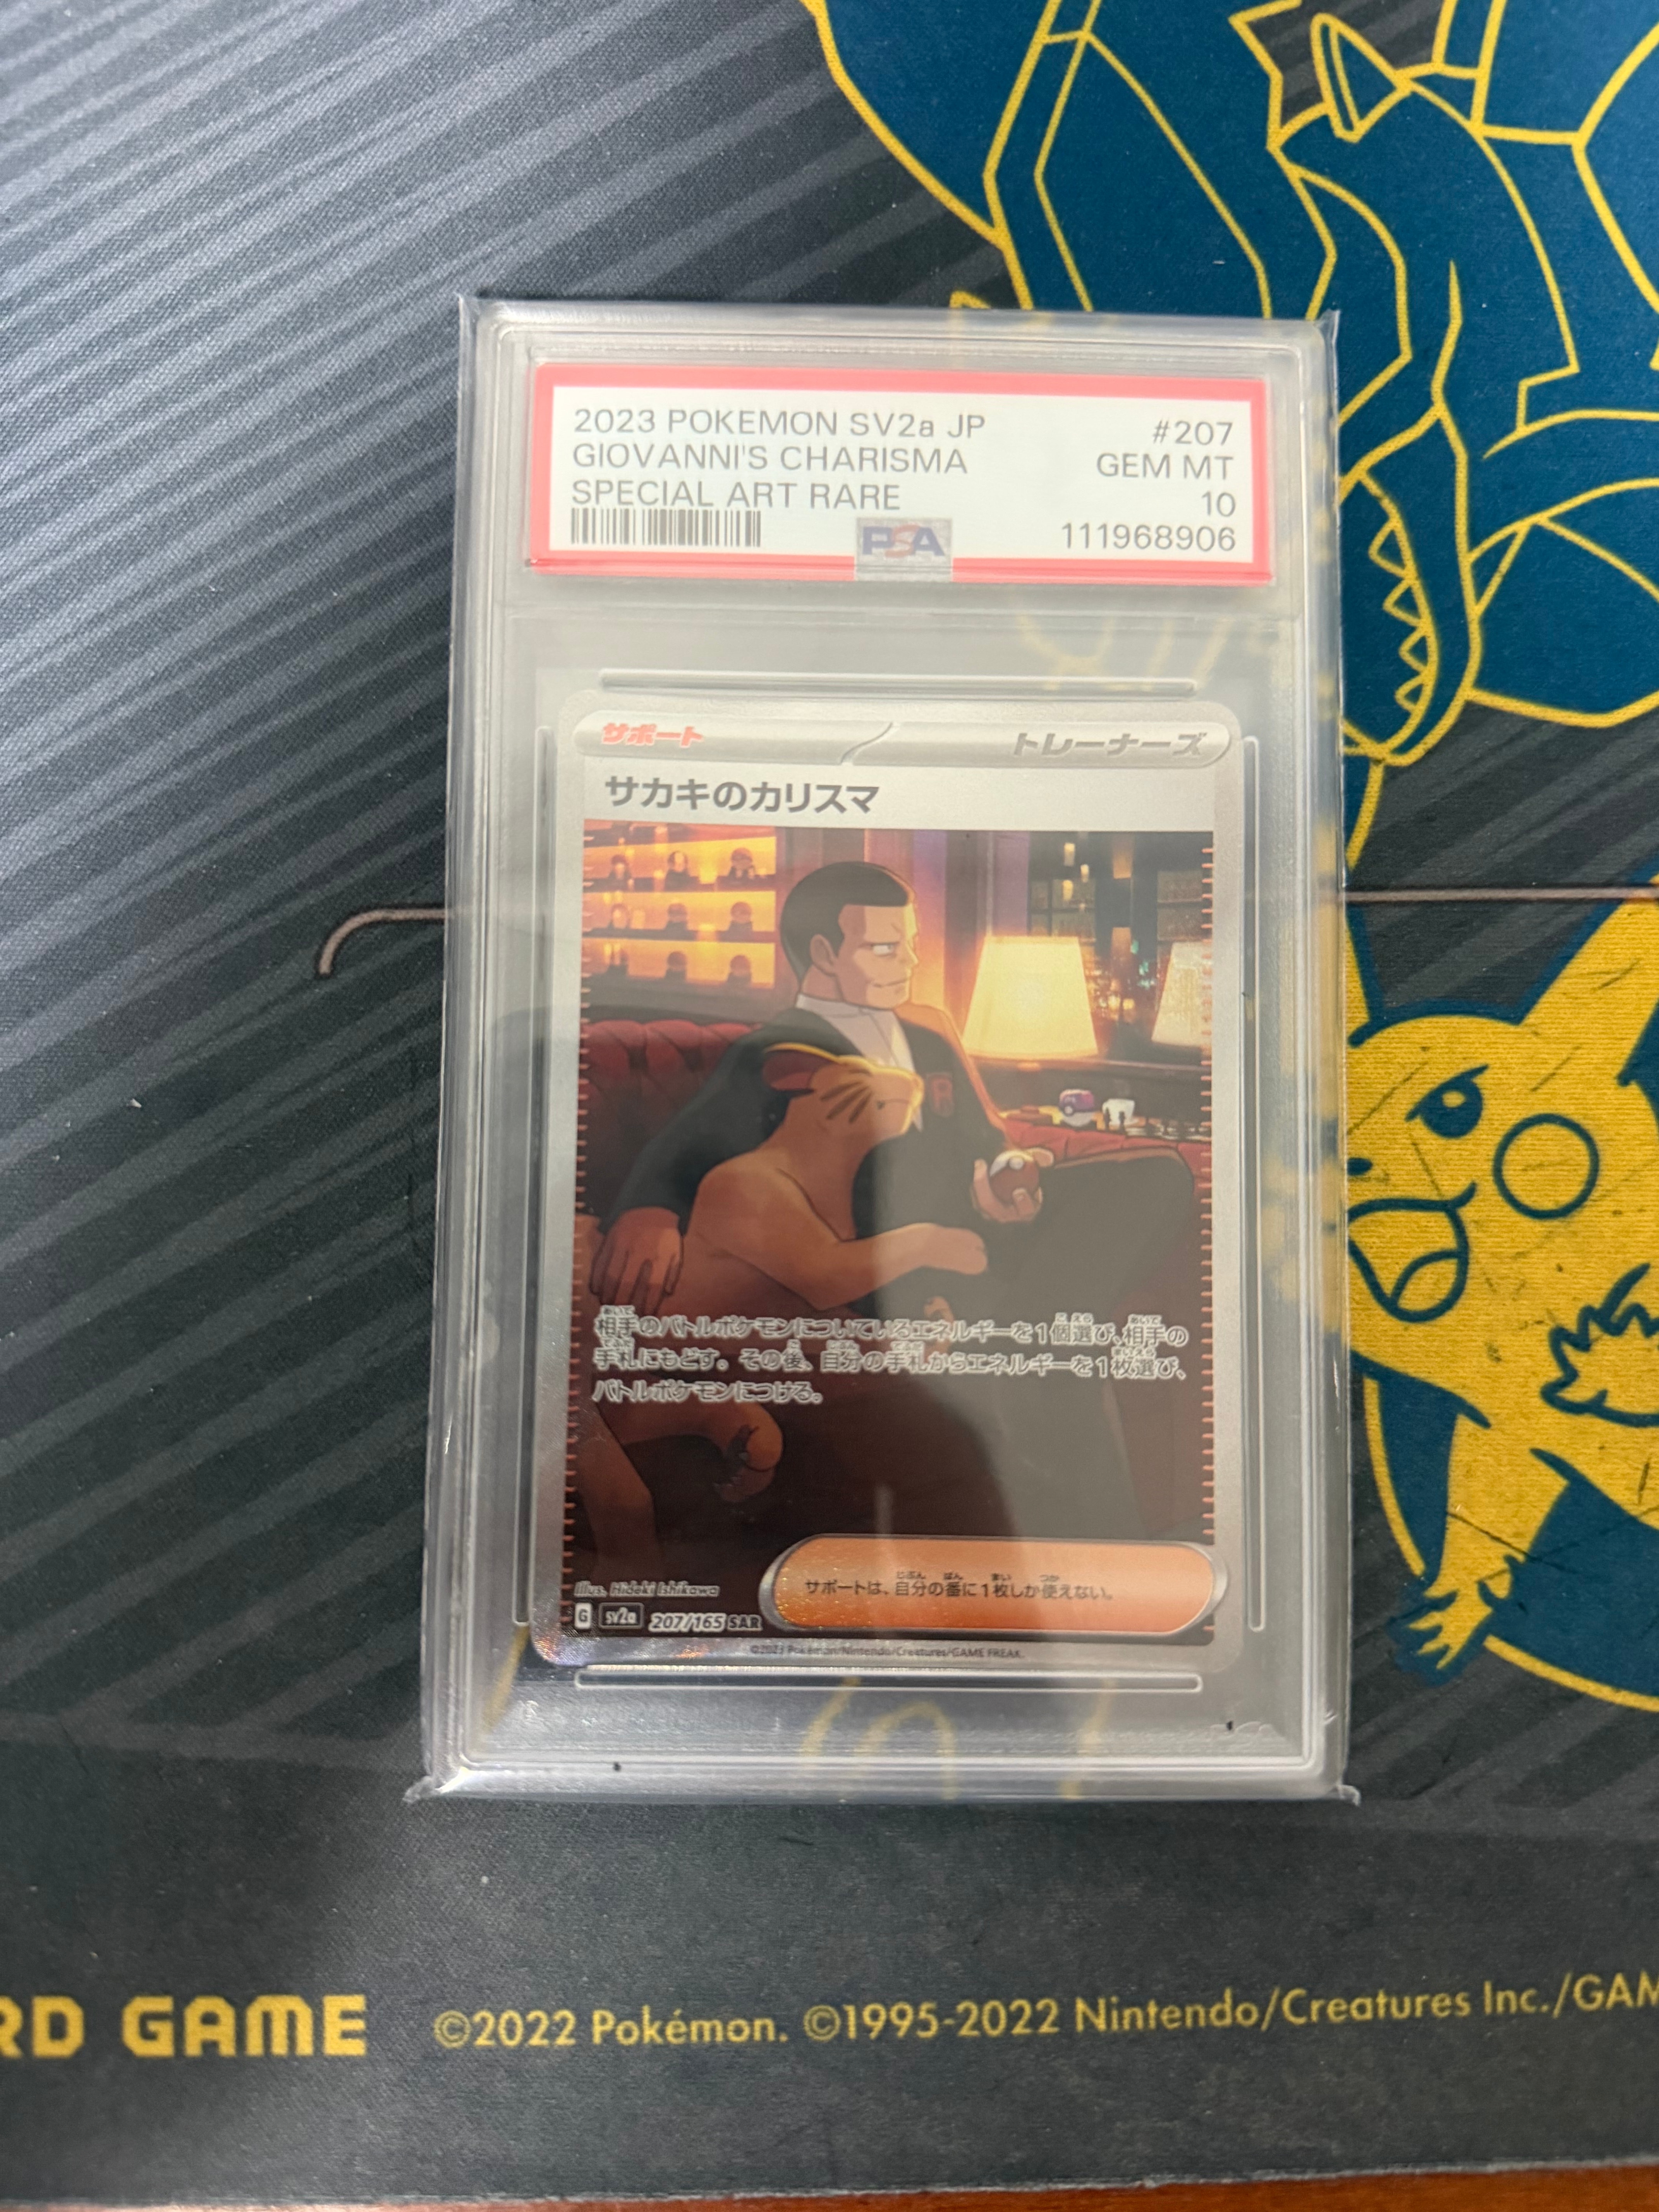 2023 POKEMON SV2a JP #207
GIOVANNI'S CHARISMA GEM MT
SPECIAL ART RARE 10
PSA 111968906
サポート トレーナーズ
サカキのカリスマ
相手のバトルポケモンについているエネルギーを1個選び、相手の
手札にもどす。その後、自分の手札からエネルギーを1枚選び、
バトルポケモンにつける。
サポートは、自分の番に1枚しか使えない。
Illus. Hideki Ishikawa
G sv2a 207/165 SAR
©2023 Pokémon/Nintendo/Creatures/GAME FREAK.
RD GAME ©2022 Pokémon. ©1995-2022 Nintendo/Creatures Inc./GAM